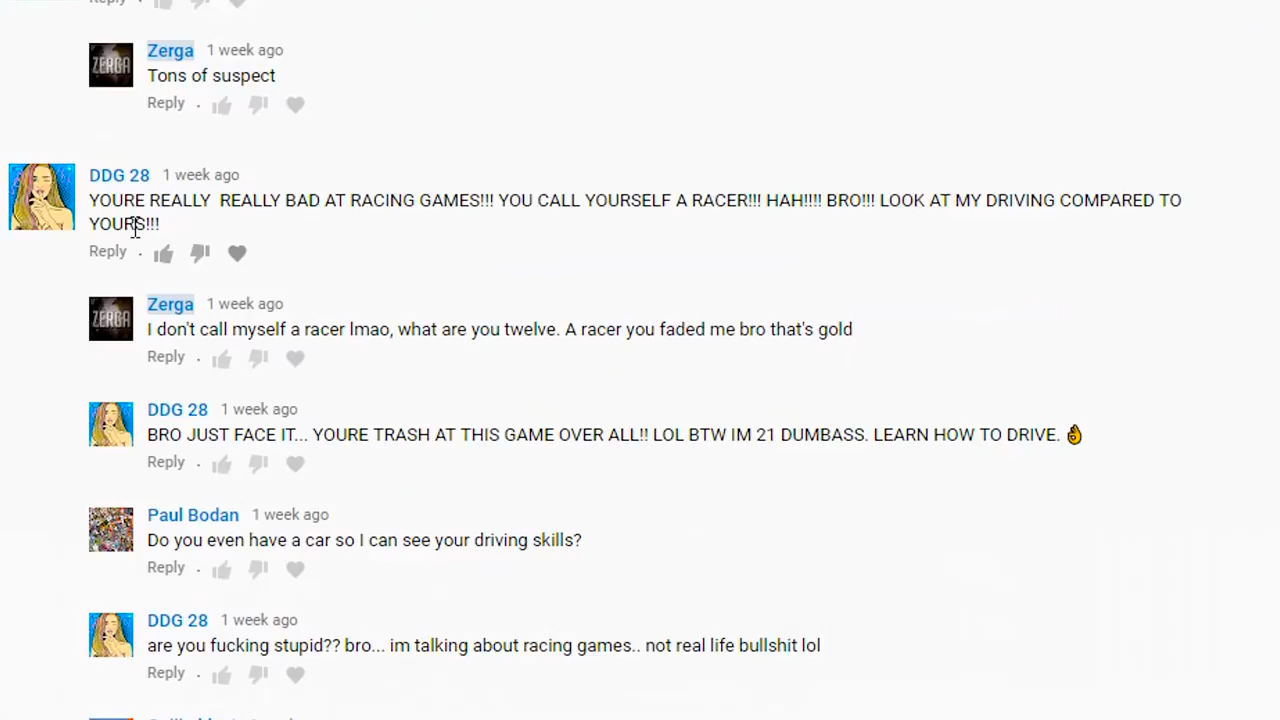 Reply
Zerga 1 week ago
ZERGA
Tons of suspect
Reply .
DDG 28 1 week ago
YOURE REALLY  REALLY BAD AT RACING GAMES!!! YOU CALL YOURSELF A RACER!!! HAH!!!! BRO!!! LOOK AT MY DRIVING COMPARED TO
YOURS!!!
Reply .
Zerga 1 week ago
ZERGA
I don't call myself a racer lmao, what are you twelve. A racer you faded me bro that's gold
Reply .
DDG 28 1 week ago
BRO JUST FACE IT... YOURE TRASH AT THIS GAME OVER ALL!! LOL BTW IM 21 DUMBASS. LEARN HOW TO DRIVE. 👌
Reply .
Paul Bodan 1 week ago
Do you even have a car so I can see your driving skills?
Reply .
DDG 28 1 week ago
are you fucking stupid?? bro... im talking about racing games.. not real life bullshit lol
Reply .